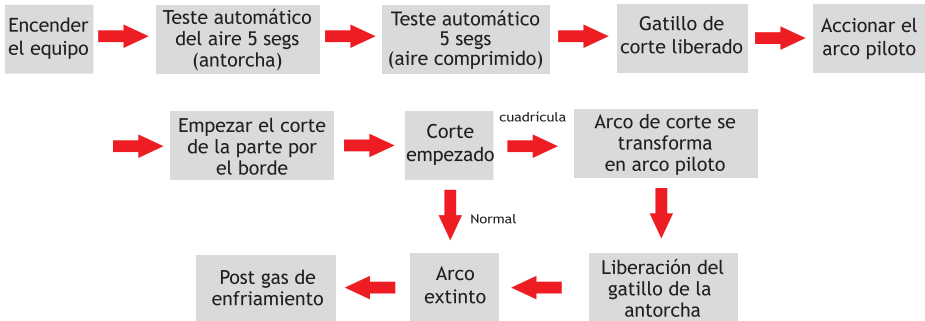 Encender
el equipo
Teste automático
del aire 5 segs
(antorcha)
Teste automático
5 segs
(aire comprimido)
Gatillo de
corte liberado
Accionar el
arco piloto
Empezar el corte
de la parte por
el borde
Corte
empezado
cuadrícula
Arco de corte se
transforma
en arco piloto
Normal
Liberación del
gatillo de la
antorcha
Arco
extinto
Post gas de
enfriamiento